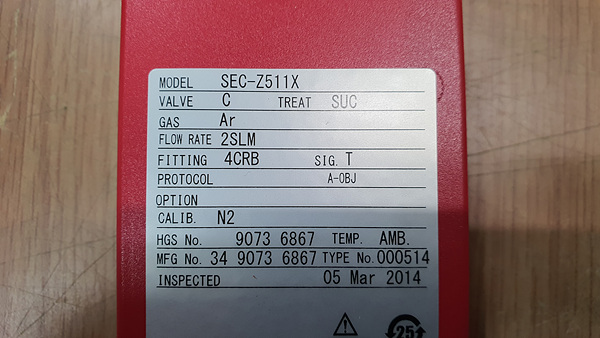 MODEL SEC-Z511X
VALVE C TREAT SUC
GAS Ar
FLOW RATE 2SLM
FITTING 4CRB SIG. T
PROTOCOL A-OBJ
OPTION
CALIB. N2
HGS No. 9073 6867 TEMP. AMB.
MFG No. 34 9073 6867 TYPE No. 000514
INSPECTED 05 Mar 2014
25